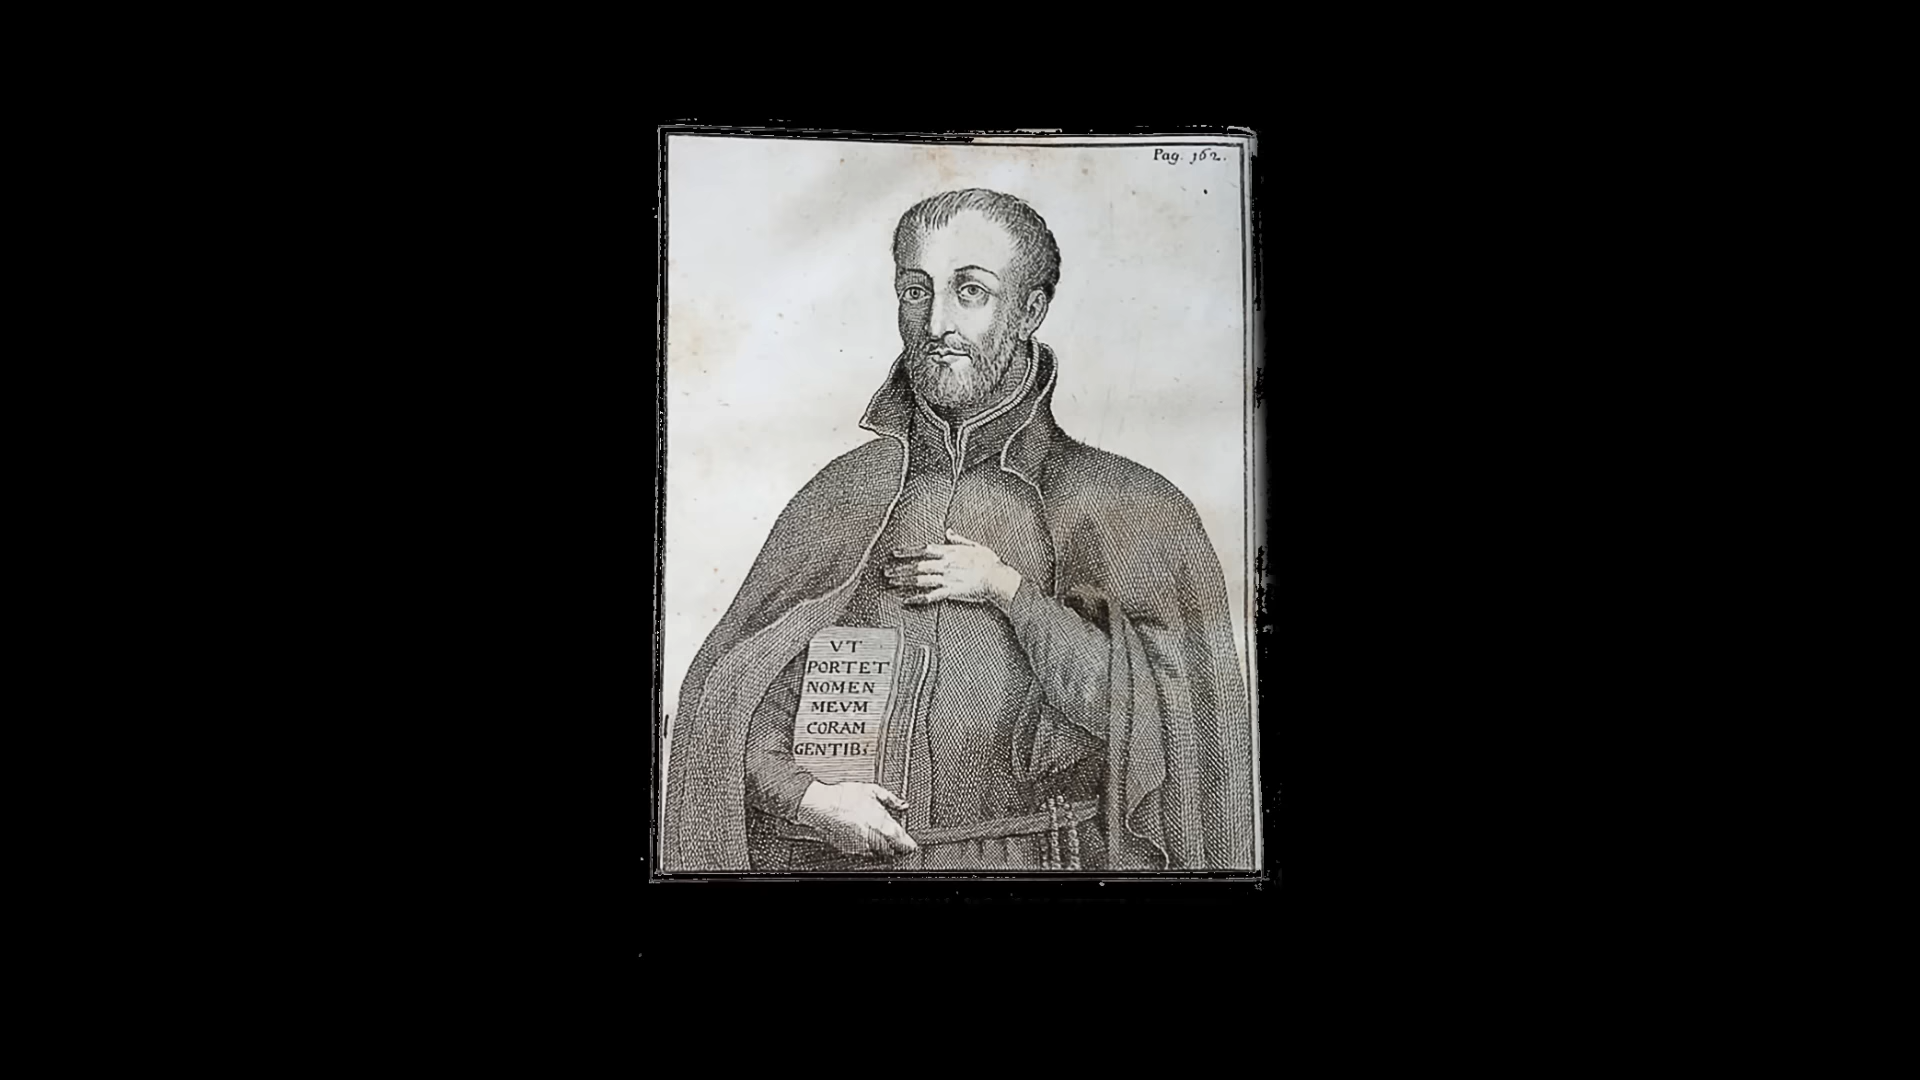 Pag. 162.
VT
PORTET
NOMEN
MEVM
CORAM
GENTIB;